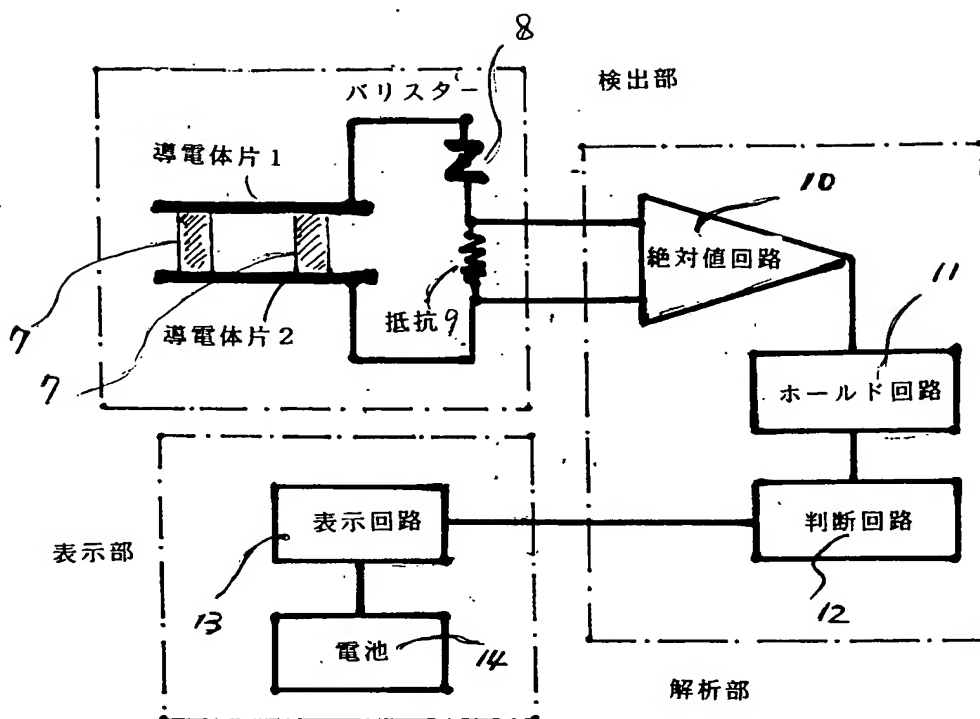 8
バリスター
検出部
導電体片1
10
絶対値回路
11
7
抵抗9
導電体片2
7
ホールド回路
表示回路
判断回路
表示部
13
12
電池
14
解析部